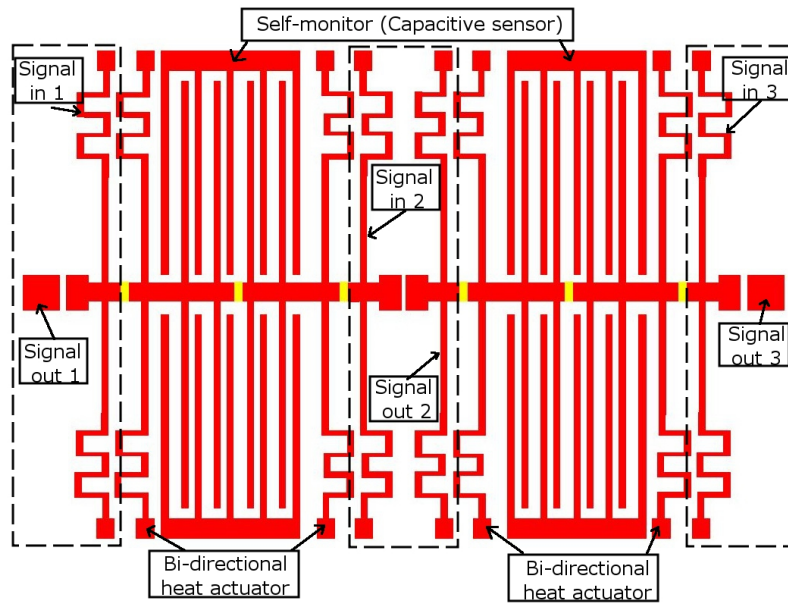 Self-monitor (Capacitive sensor)
Signal
in 1
Signal
in 3
Signal
in 2
Signal
out 1
Signal
out 2
Signal
out 3
Bi-directional
heat actuator
Bi-directional
heat actuator